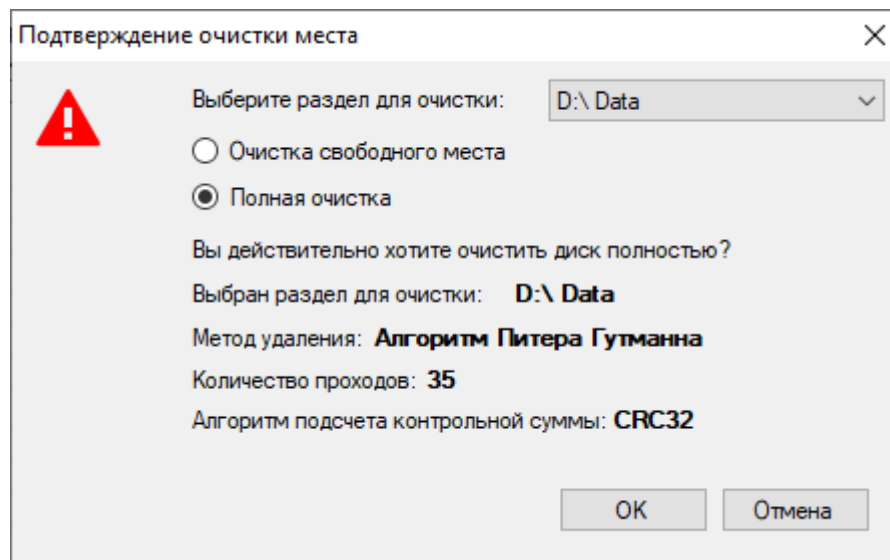 Подтверждение очистки места
Выберите раздел для очистки: D:\ Data
Очистка свободного места
Полная очистка
Вы действительно хотите очистить диск полностью?
Выбран раздел для очистки: D:\ Data
Метод удаления: Алгоритм Питера Гутманна
Количество проходов: 35
Алгоритм подсчета контрольной суммы: CRC32
OK Отмена